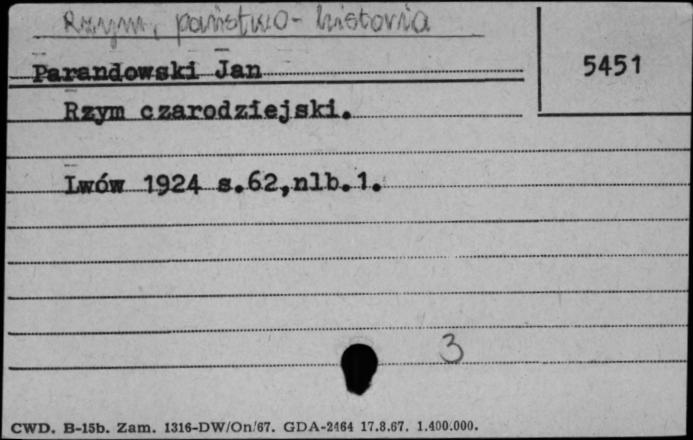 Rzym, państwo - historia
Parandowski Jan
5451
Rzym czarodziejski.
Lwów 1924 s.62,nlb.1.
3
CWD. B-15b. Zam. 1316-DW/On/67. GDA-2464 17.8.67. 1.400.000.